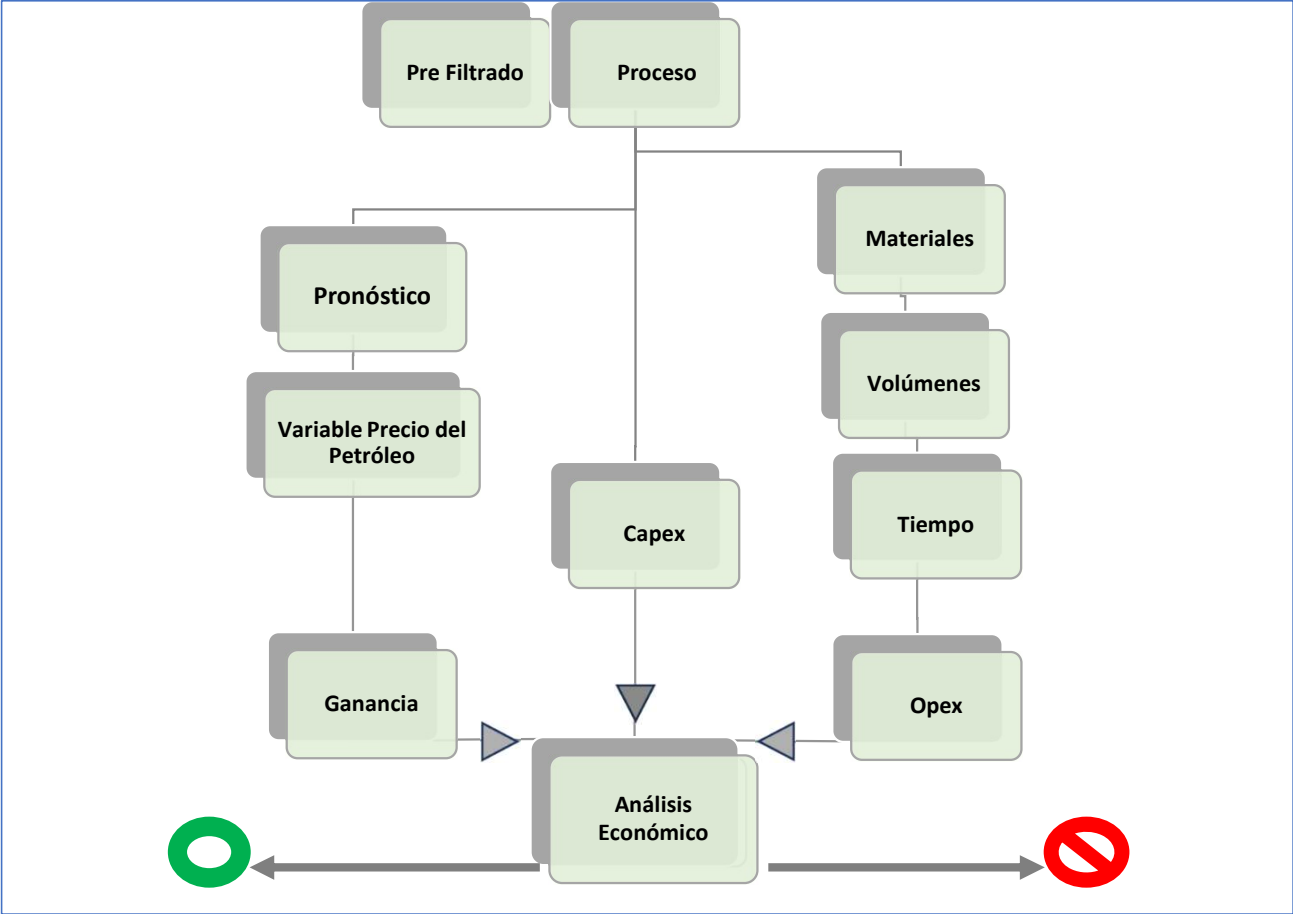 Pre Filtrado
Proceso
Materiales
Pronóstico
Volúmenes
Variable Precio del
Petróleo
Tiempo
Capex
Ganancia
Opex
Análisis
Económico